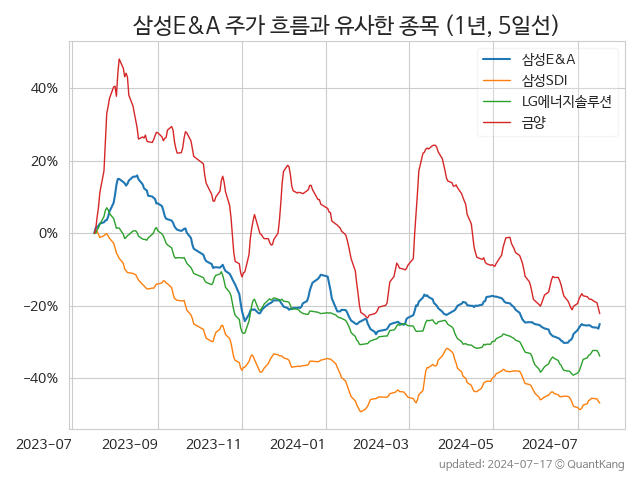 삼성E&A 주가 흐름과 유사한 종목 (1년, 5일선)
삼성E&A
삼성SDI
LG에너지솔루션
금양
40%
20%
0%
−20%
−40%
2023-07 2023-09 2023-11 2024-01 2024-03 2024-05 2024-07
updated: 2024-07-17 © QuantKang